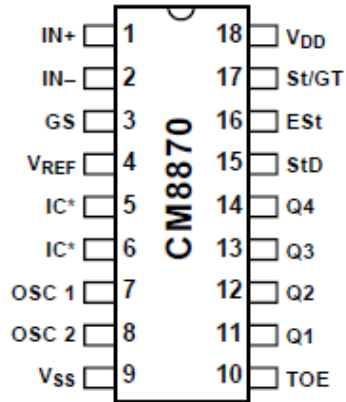 IN+ 1 18 VDD
IN– 2 17 St/GT
GS 3 16 ESt
VREF 4 15 StD
IC* 5 14 Q4
IC* 6 13 Q3
OSC 1 7 12 Q2
OSC 2 8 11 Q1
VSS 9 10 TOE
CM8870